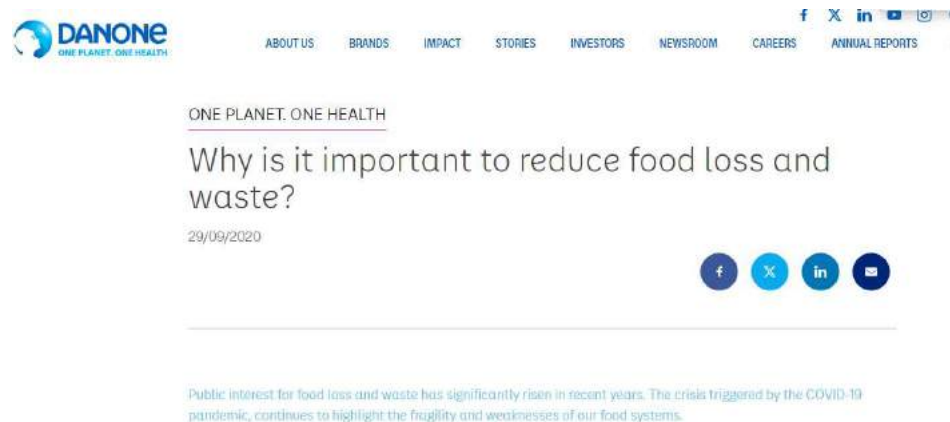 DANONE
ONE PLANET. ONE HEALTH
ABOUT US BRANDS IMPACT STORIES INVESTORS NEWSROOM CAREERS ANNUAL REPORTS
ONE PLANET. ONE HEALTH
Why is it important to reduce food loss and
waste?
29/09/2020
Public interest for food loss and waste has significantly risen in recent years. The crisis triggered by the COVID-19
pandemic, continues to highlight the fragility and weaknesses of our food systems.